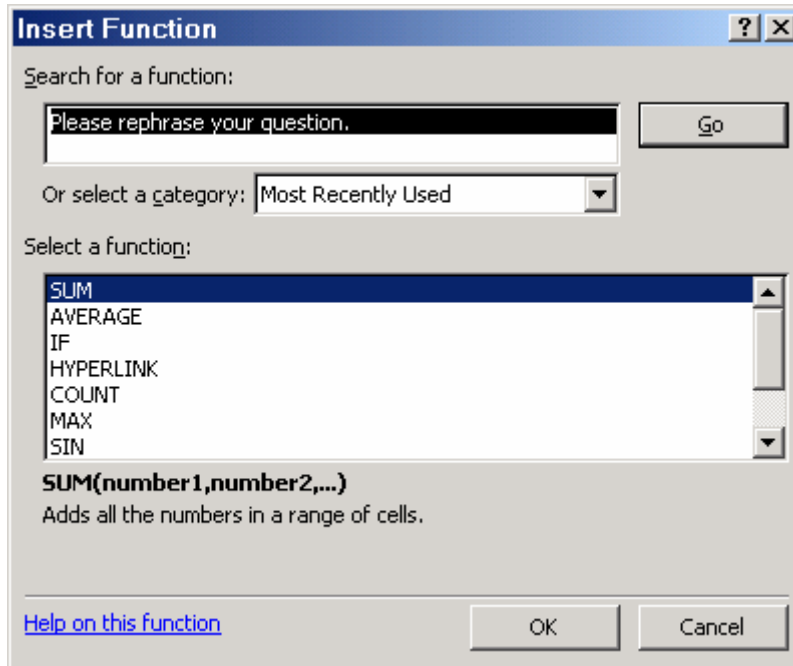 Insert Function
Search for a function:
Please rephrase your question.
Go
Or select a category: Most Recently Used
Select a function:
SUM
AVERAGE
IF
HYPERLINK
COUNT
MAX
SIN
SUM(number1,number2,...)
Adds all the numbers in a range of cells.
Help on this function
OK
Cancel